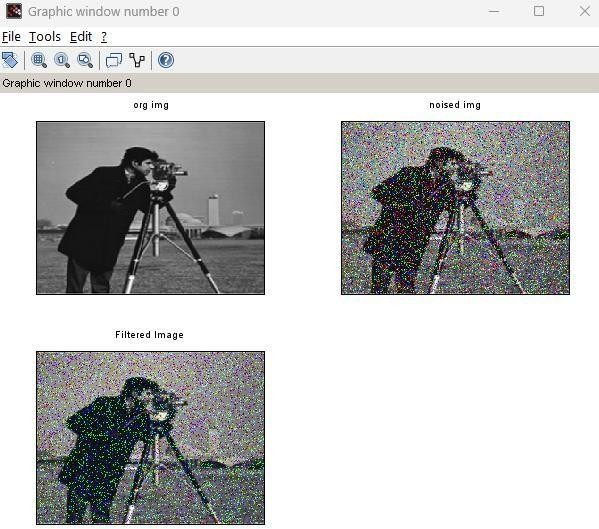 Graphic window number 0
File Tools Edit ?
Graphic window number 0
org img
noised img
Filtered Image